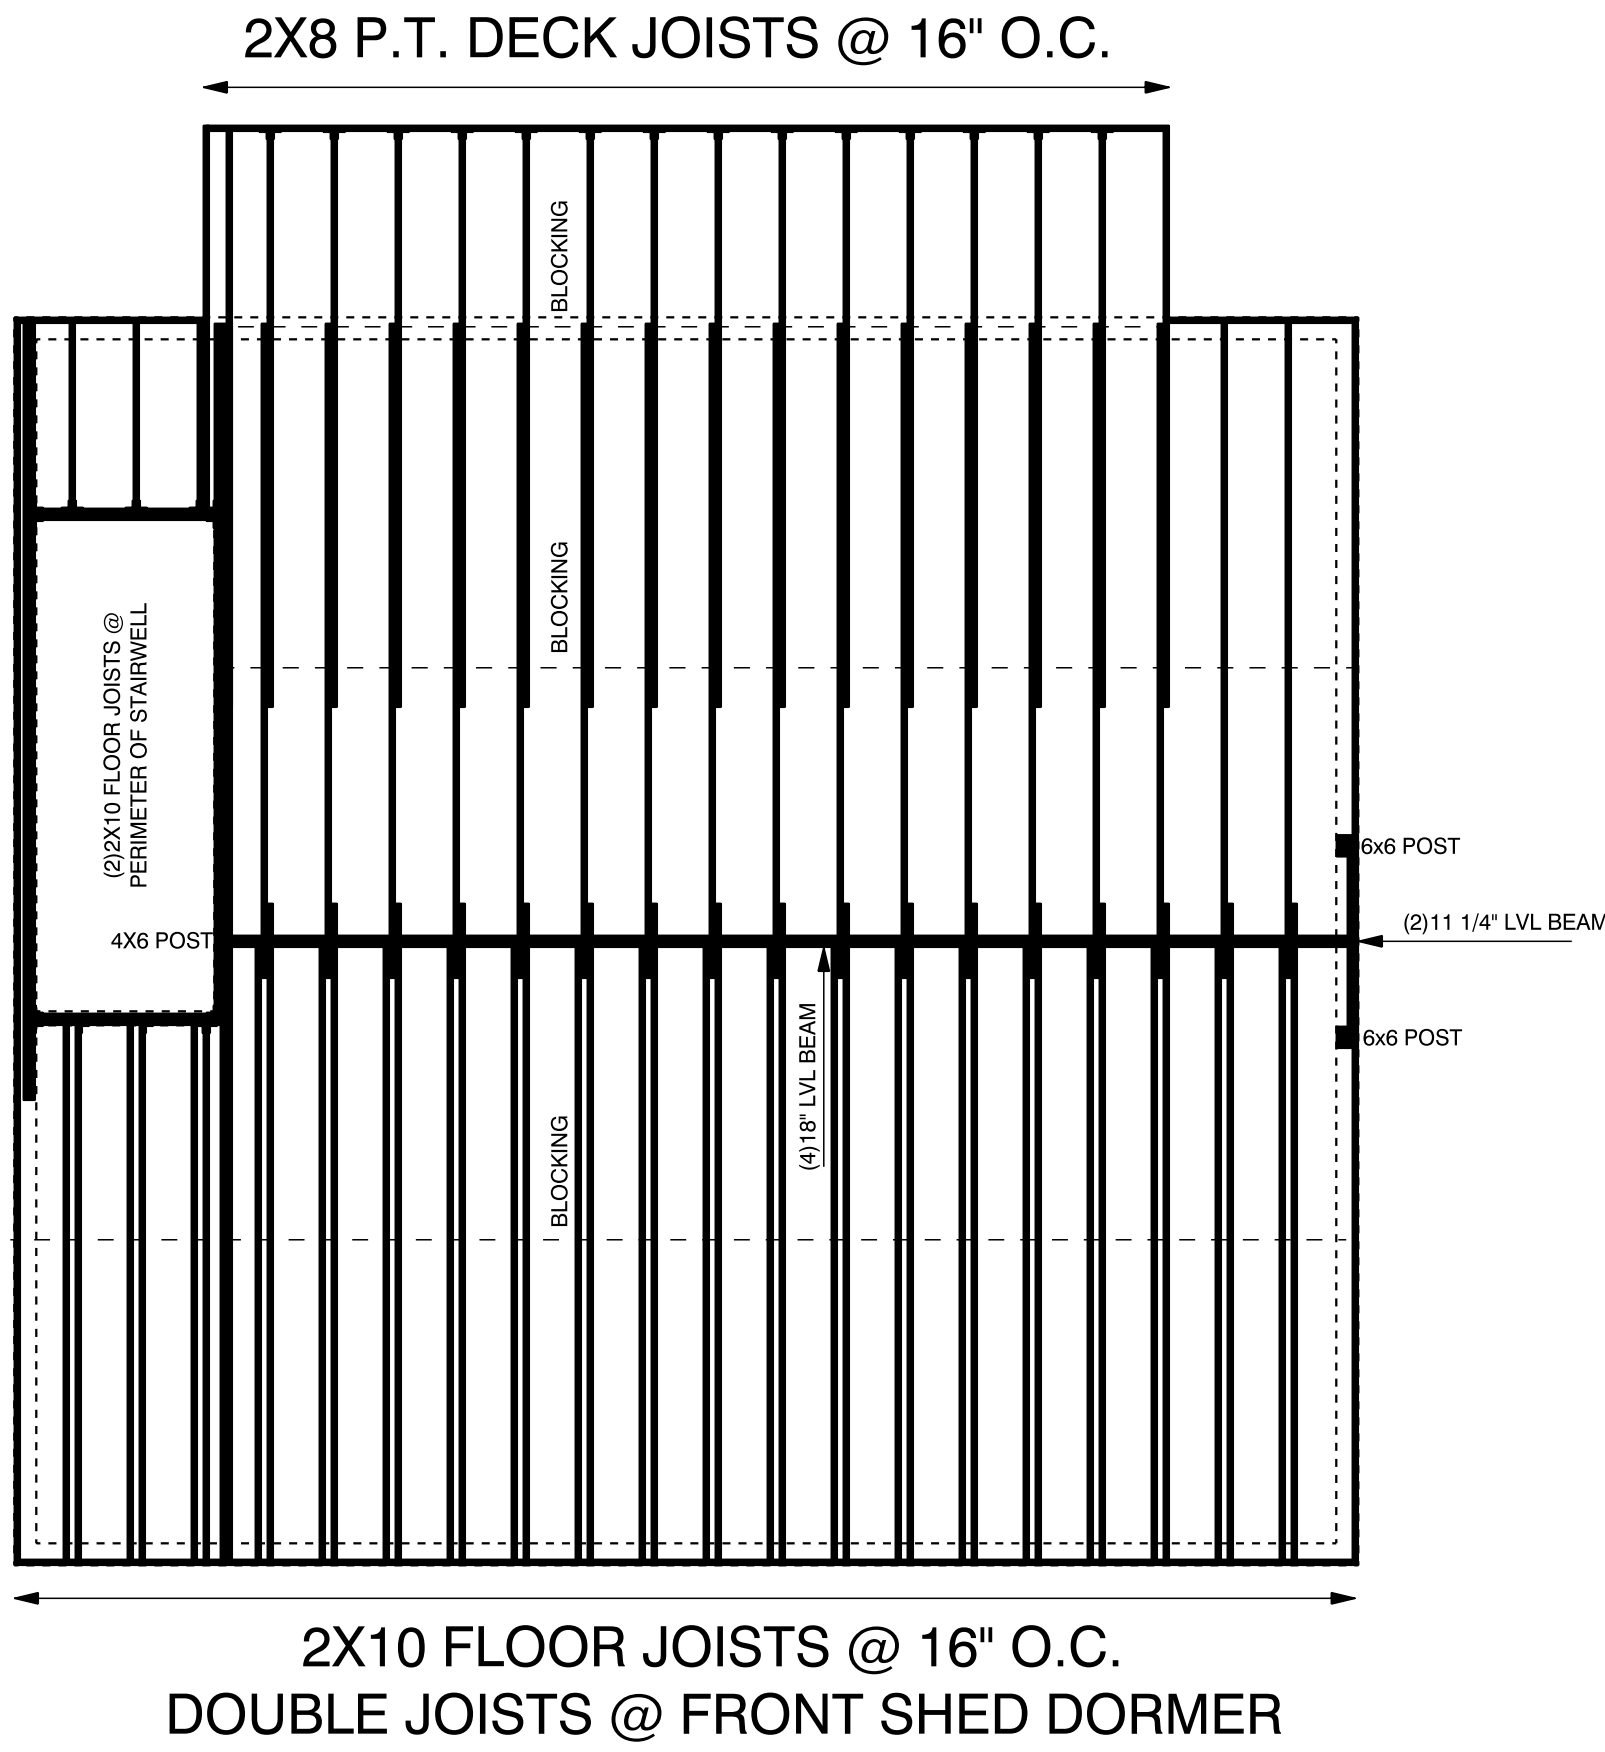 2X8 P.T. DECK JOISTS @ 16" O.C.
BLOCKING
BLOCKING
(2)2X10 FLOOR JOISTS @
PERIMETER OF STAIRWELL
6x6 POST
(2)11 1/4" LVL BEAM
4X6 POST
6x6 POST
(4)18" LVL BEAM
BLOCKING
2X10 FLOOR JOISTS @ 16" O.C.
DOUBLE JOISTS @ FRONT SHED DORMER